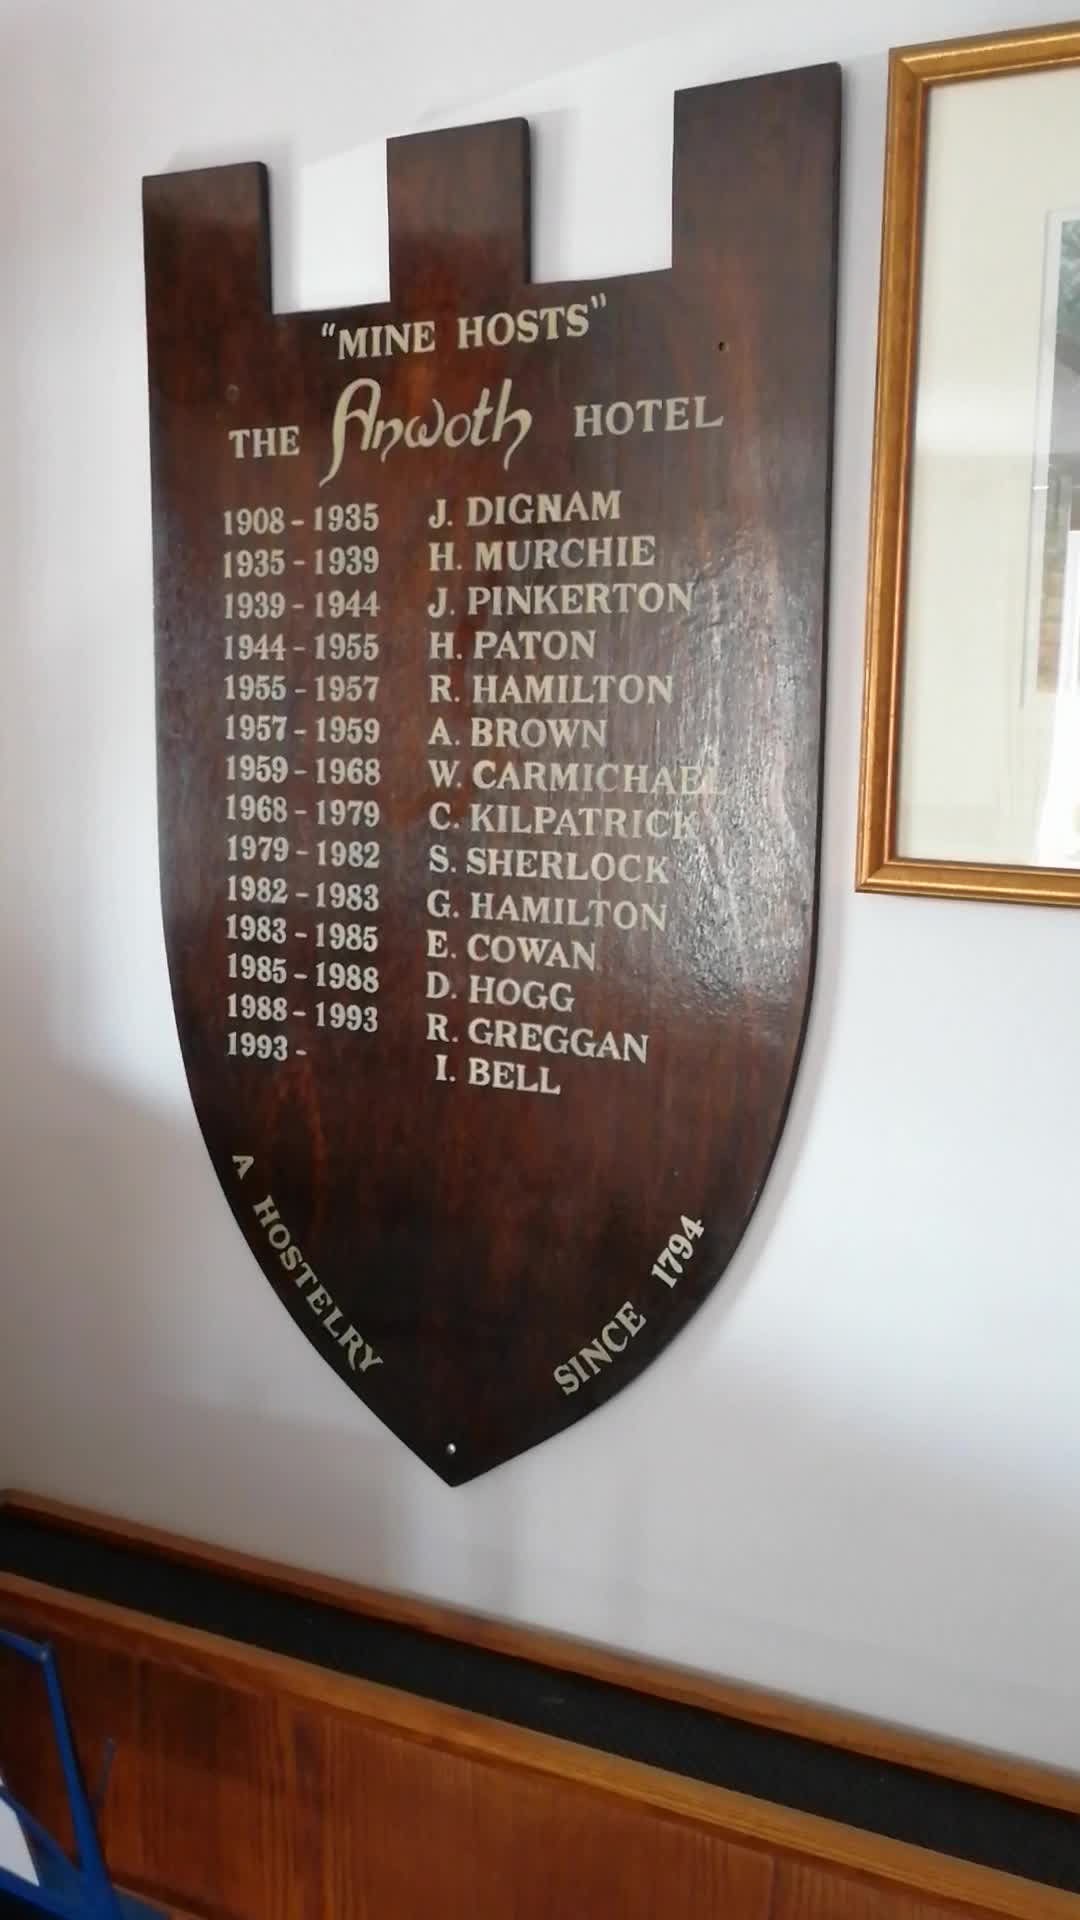 "MINE HOSTS"
THE Anwoth HOTEL
1908 - 1935 J. DIGNAM
1935 - 1939 H. MURCHIE
1939 - 1944 J. PINKERTON
1944 - 1955 H. PATON
1955 - 1957 R. HAMILTON
1957 - 1959 A. BROWN
1959 - 1968 W. CARMICHAEL
1968 - 1979 C. KILPATRICK
1979 - 1982 S. SHERLOCK
1982 - 1983 G. HAMILTON
1983 - 1985 E. COWAN
1985 - 1988 D. HOGG
1988 - 1993 R. GREGGAN
1993 - I. BELL
A HOSTELRY SINCE 1794